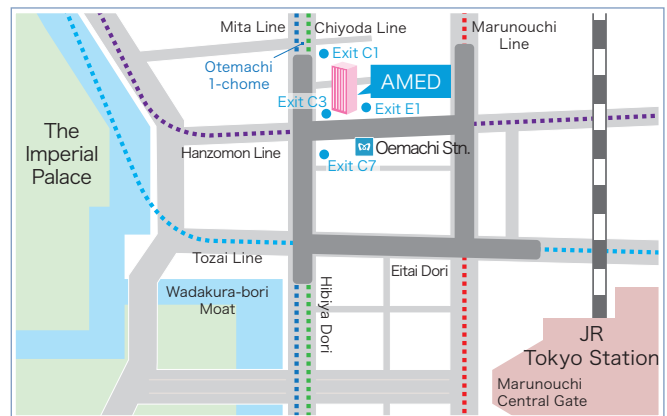 Mita Line
Chiyoda Line
Marunouchi
Line
Otemachi
1-chome
Exit C1
AMED
Exit C3
Exit E1
The
Imperial
Palace
Hanzomon Line
Oemachi Stn.
Exit C7
Tozai Line
Eitai Dori
Wadakura-bori
Moat
Hibiya Dori
JR
Tokyo Station
Marunouchi
Central Gate